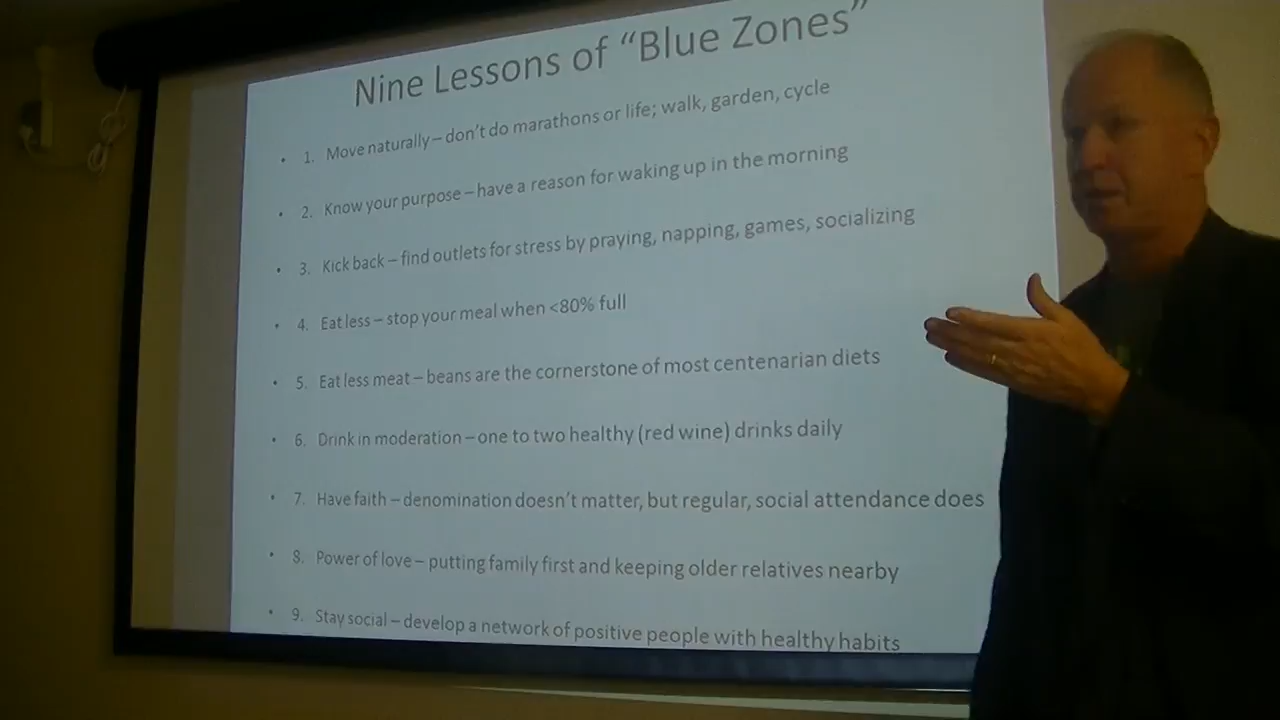 Nine Lessons of “Blue Zones”
• 1. Move naturally – don’t do marathons or life; walk, garden, cycle
• 2. Know your purpose – have a reason for waking up in the morning
• 3. Kick back – find outlets for stress by praying, napping, games, socializing
• 4. Eat less – stop your meal when <80% full
• 5. Eat less meat – beans are the cornerstone of most centenarian diets
• 6. Drink in moderation – one to two healthy (red wine) drinks daily
• 7. Have faith – denomination doesn’t matter, but regular, social attendance does
• 8. Power of love – putting family first and keeping older relatives nearby
• 9. Stay social – develop a network of positive people with healthy habits